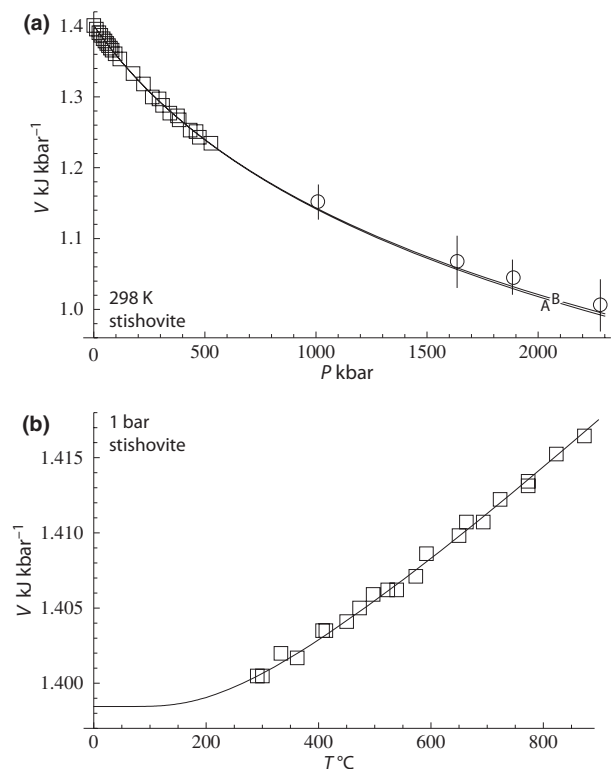 (a)
1.4
1.3
1.2
1.1
1.0
V kJ kbar⁻¹
298 K
stishovite
A
B
0
500
1000
1500
2000
P kbar
(b)
1 bar
stishovite
1.415
1.410
1.405
1.400
V kJ kbar⁻¹
0
200
400
600
800
T °C